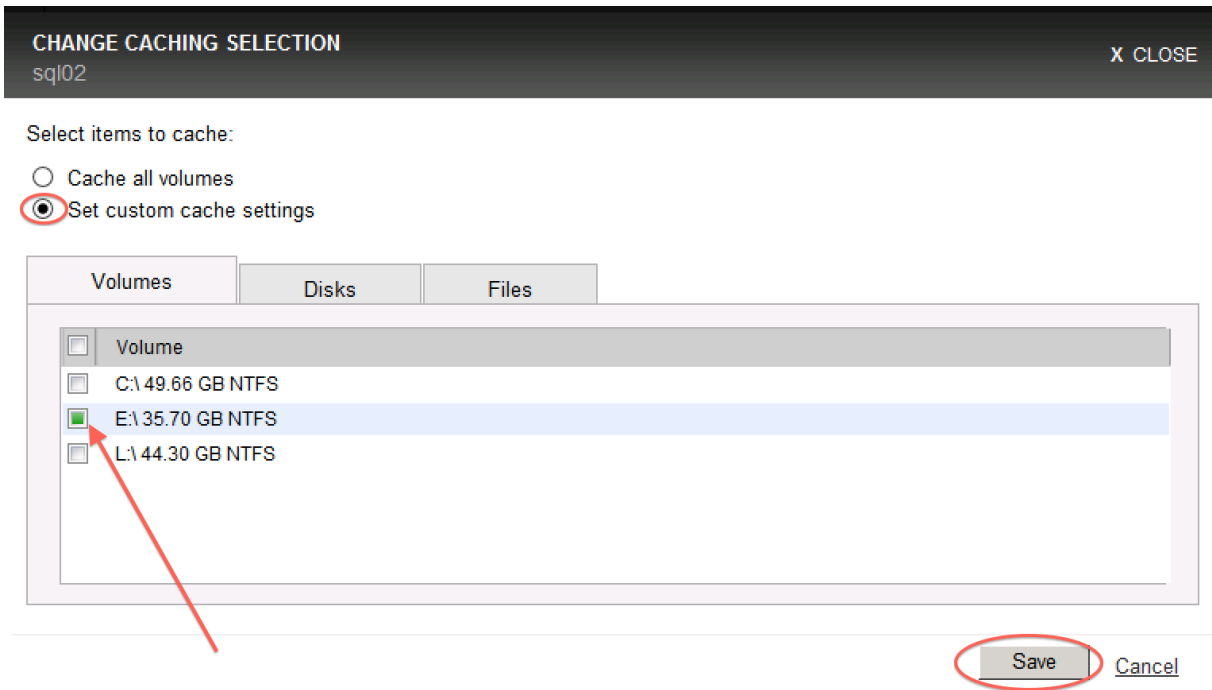 CHANGE CACHING SELECTION
sql02
X CLOSE
Select items to cache:
Cache all volumes
Set custom cache settings
Volumes
Disks
Files
Volume
C:\ 49.66 GB NTFS
E:\ 35.70 GB NTFS
L:\ 44.30 GB NTFS
Save
Cancel